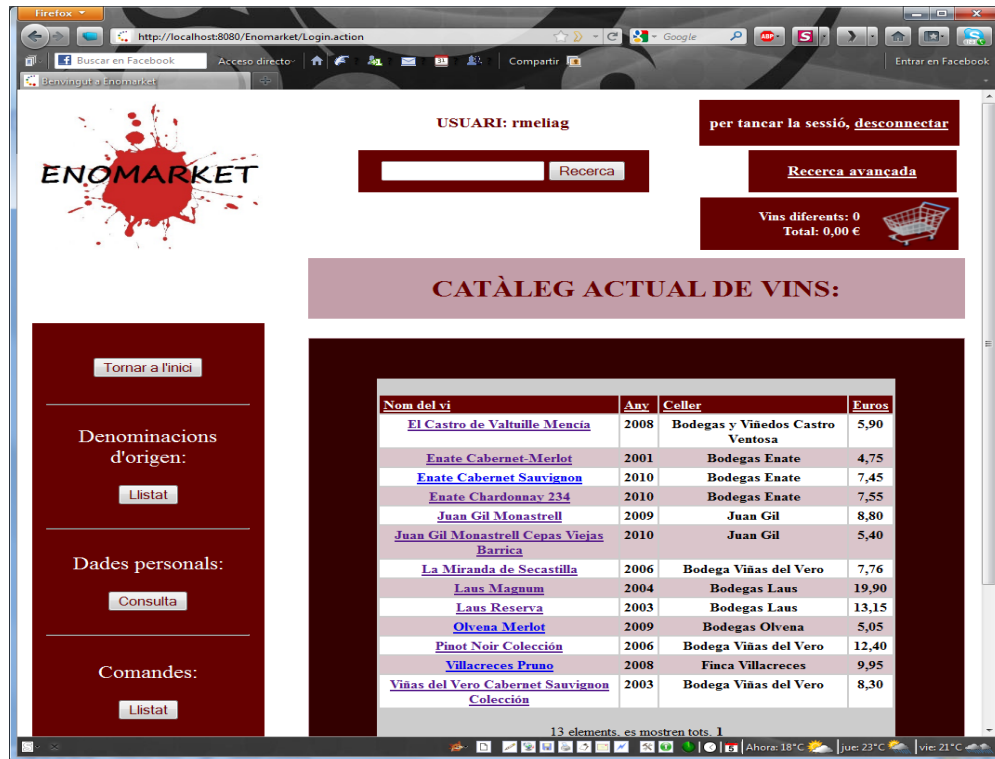 Firefox
http://localhost:8080/Enomarket/Login.action
Google
ABP
Buscar en Facebook
Acceso directo
31
Compartir
Entrar en Facebook
Benvingut a Enomarket
ENOMARKET
USUARI: rmeliag
Recerca
per tancar la sessió, desconnectar
Recerca avançada
Vins diferents: 0
Total: 0,00 €
CATÀLEG ACTUAL DE VINS:
Tornar a l'inici
Denominacions
d'origen:
Llistat
Dades personals:
Consulta
Comandes:
Llistat
Nom del vi Any Celler Euros
El Castro de Valtuille Mencía 2008 Bodegas y Viñedos Castro Ventosa 5,90
Enate Cabernet-Merlot 2001 Bodegas Enate 4,75
Enate Cabernet Sauvignon 2010 Bodegas Enate 7,45
Enate Chardonnay 234 2010 Bodegas Enate 7,55
Juan Gil Monastrell 2009 Juan Gil 8,80
Juan Gil Monastrell Cepas Viejas Barrica 2010 Juan Gil 5,40
La Miranda de Secastilla 2006 Bodega Viñas del Vero 7,76
Laus Magnum 2004 Bodegas Laus 19,90
Laus Reserva 2003 Bodegas Laus 13,15
Olvena Merlot 2009 Bodegas Olvena 5,05
Pinot Noir Colección 2006 Bodega Viñas del Vero 12,40
Villacreces Pruno 2008 Finca Villacreces 9,95
Viñas del Vero Cabernet Sauvignon Colección 2003 Bodega Viñas del Vero 8,30
13 elements, es mostren tots. 1
Ahora: 18°C jue: 23°C vie: 21°C